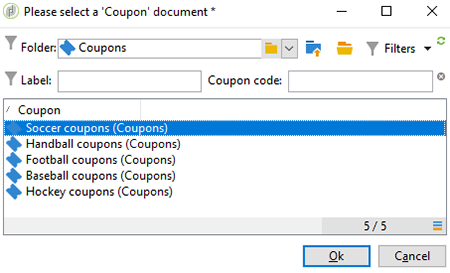 Please select a 'Coupon' document *
Folder: Coupons Filters
Label: Coupon code:
Coupon
Soccer coupons (Coupons)
Handball coupons (Coupons)
Football coupons (Coupons)
Baseball coupons (Coupons)
Hockey coupons (Coupons)
5 / 5
Ok Cancel